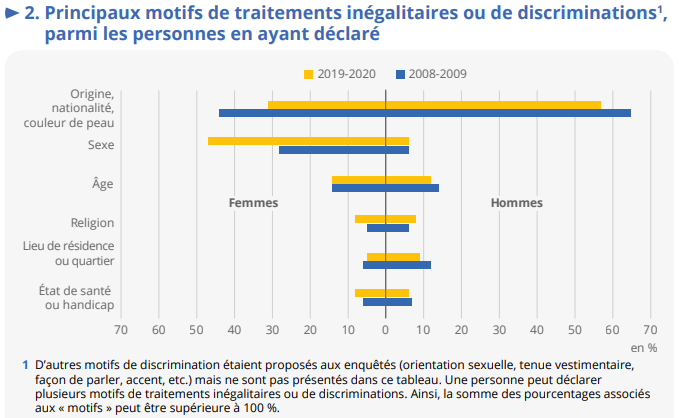 ► 2. Principaux motifs de traitements inégalitaires ou de discriminations¹,
parmi les personnes en ayant déclaré
2019-2020 2008-2009
Origine,
nationalité,
couleur de peau
Sexe
Âge
Femmes Hommes
Religion
Lieu de résidence
ou quartier
État de santé
ou handicap
70 60 50 40 30 20 10 0 10 20 30 40 50 60 70
en %
1 D’autres motifs de discrimination étaient proposés aux enquêtés (orientation sexuelle, tenue vestimentaire,
façon de parler, accent, etc.) mais ne sont pas présentés dans ce tableau. Une personne peut déclarer
plusieurs motifs de traitements inégalitaires ou de discriminations. Ainsi, la somme des pourcentages associés
aux « motifs » peut être supérieure à 100 %.